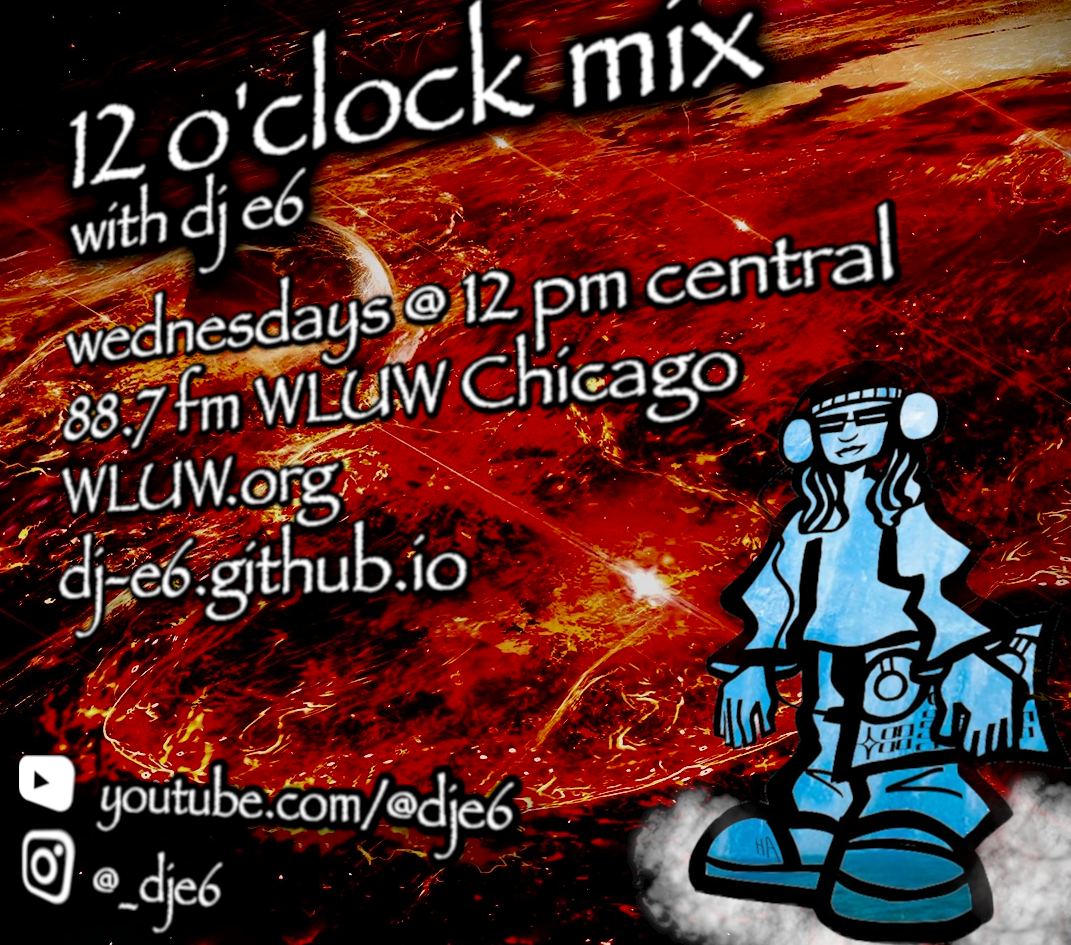 12 o'clock mix
with dj e6
wednesdays @ 12 pm central
88.7 fm WLUW Chicago
WLUW.org
dj-e6.github.io
youtube.com/@dje6
@_dje6
HA